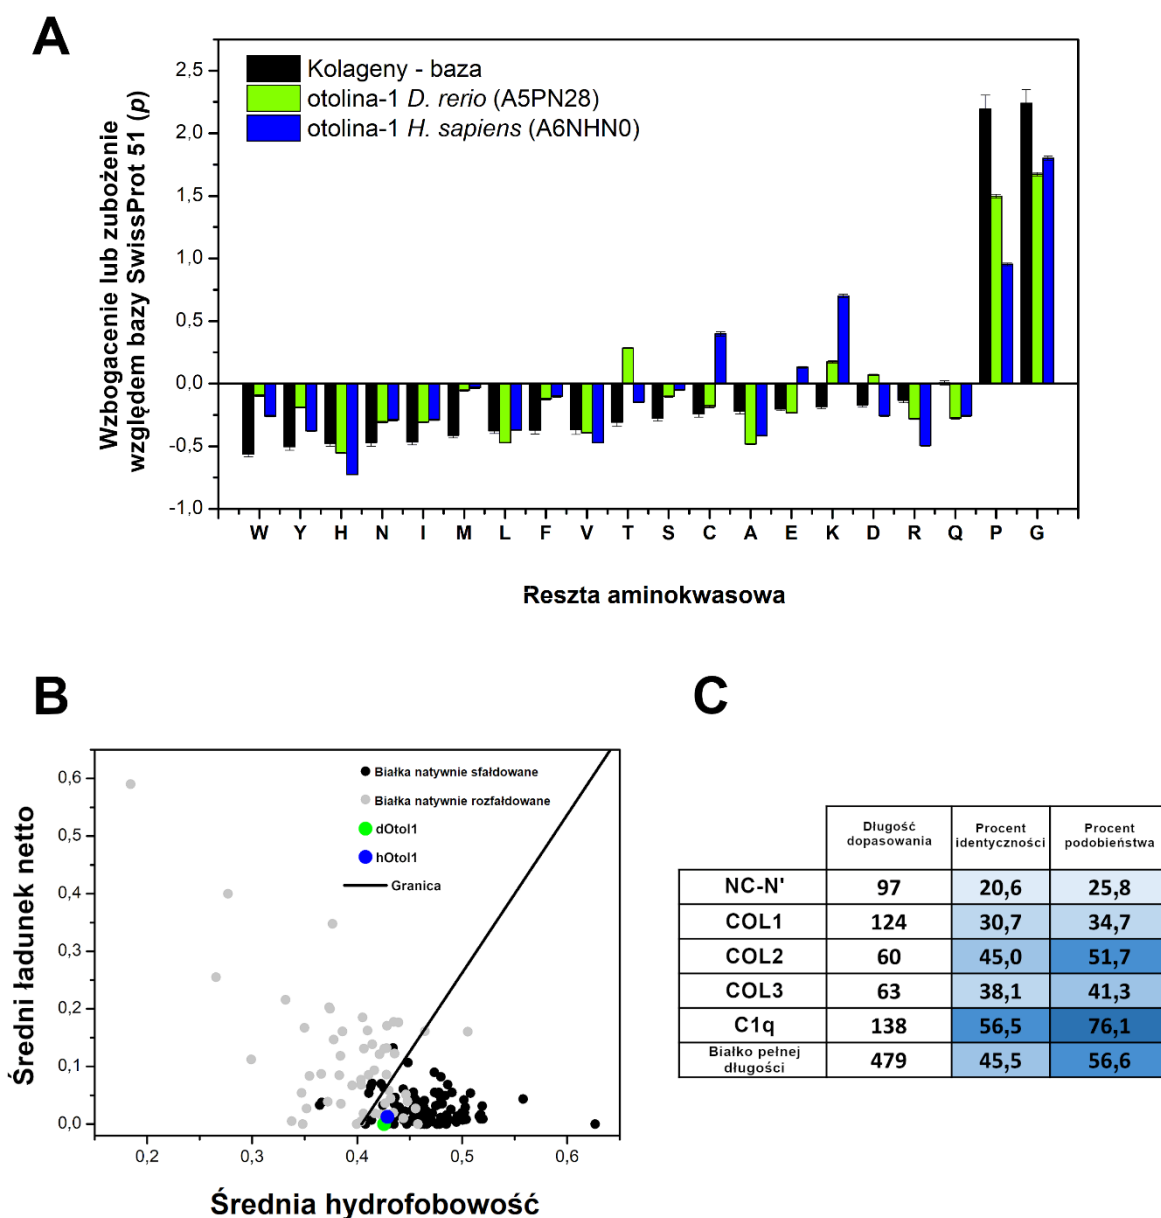 A
Wzbogacenie lub zubożenie
względem bazy SwissProt 51 (p)
2,5
2,0
1,5
1,0
0,5
0,0
-0,5
-1,0
Kolageny - baza
otolina-1 D. rerio (A5PN28)
otolina-1 H. sapiens (A6NHN0)
W Y H N I M L F V T S C A E K D R Q P G
Reszta aminokwasowa
B
Średni ładunek netto
0,6
0,5
0,4
0,3
0,2
0,1
0,0
Białka natywnie sfałdowane
Białka natywnie rozfałdowane
dOtol1
hOtol1
Granica
0,2 0,3 0,4 0,5 0,6
Średnia hydrofobowość
C
Długość dopasowania Procent identyczności Procent podobieństwa
NC-N' 97 20,6 25,8
COL1 124 30,7 34,7
COL2 60 45,0 51,7
COL3 63 38,1 41,3
C1q 138 56,5 76,1
Białko pełnej długości 479 45,5 56,6